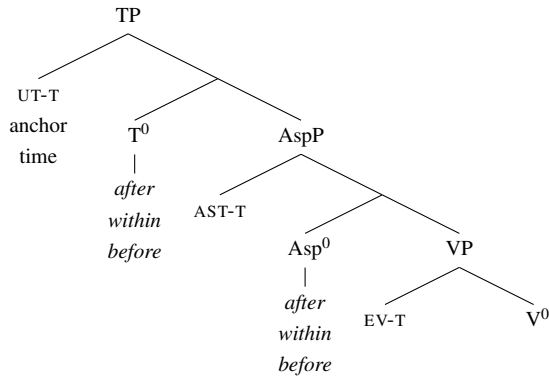 TP
UT-T
anchor
time
T⁰
AspP
after
within
before
AST-T
Asp⁰
VP
after
within
before
EV-T
V⁰